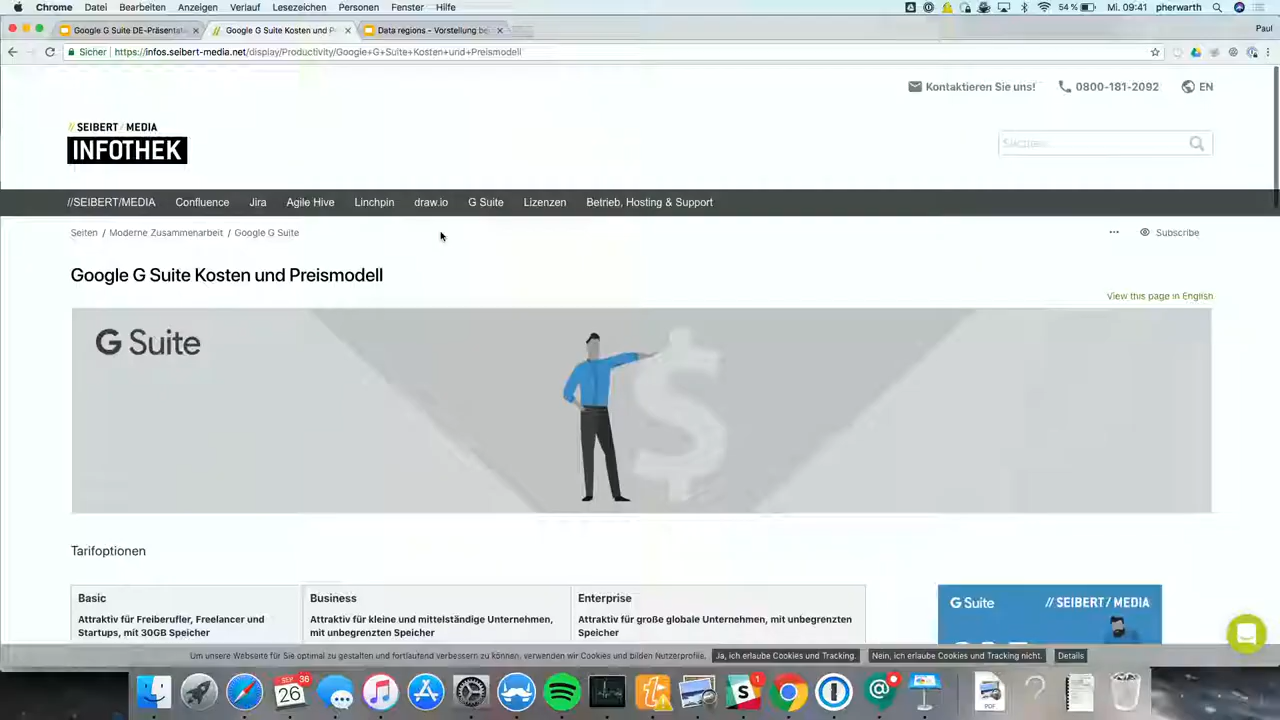 Chrome Datei Bearbeiten Anzeigen Verlauf Lesezeichen Personen Fenster Hilfe 54 % Mi. 09:41 pherwarth
Google G Suite DE-Präsentat Google G Suite Kosten und P Data regions - Vorstellung be Paul
Sicher https://infos.seibert-media.net/display/Productivity/Google+G+Suite+Kosten+und+Preismodell
Kontaktieren Sie uns! 0800-181-2092 EN
// SEIBERT / MEDIA
INFOTHEK
//SEIBERT/MEDIA Confluence Jira Agile Hive Linchpin draw.io G Suite Lizenzen Betrieb, Hosting & Support
Seiten / Moderne Zusammenarbeit / Google G Suite ••• Subscribe
Google G Suite Kosten und Preismodell
View this page in English
G Suite
$
Tarifoptionen
Basic Business Enterprise
G Suite // SEIBERT / MEDIA
Attraktiv für Freiberufler, Freelancer und Startups, mit 30GB Speicher
Attraktiv für kleine und mittelständische Unternehmen, mit unbegrenzten Speicher
Attraktiv für große globale Unternehmen, mit unbegrenzten Speicher
Um unsere Webseite für Sie optimal zu gestalten und fortlaufend verbessern zu können, verwenden wir Cookies und bilden Nutzerprofile. Ja, ich erlaube Cookies und Tracking. Nein, ich erlaube Cookies und Tracking nicht. Details
SEP 36
26
1
PDF